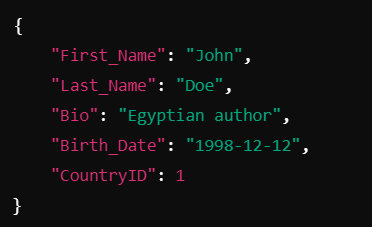 {
    "First_Name": "John",
    "Last_Name": "Doe",
    "Bio": "Egyptian author",
    "Birth_Date": "1998-12-12",
    "CountryID": 1
}